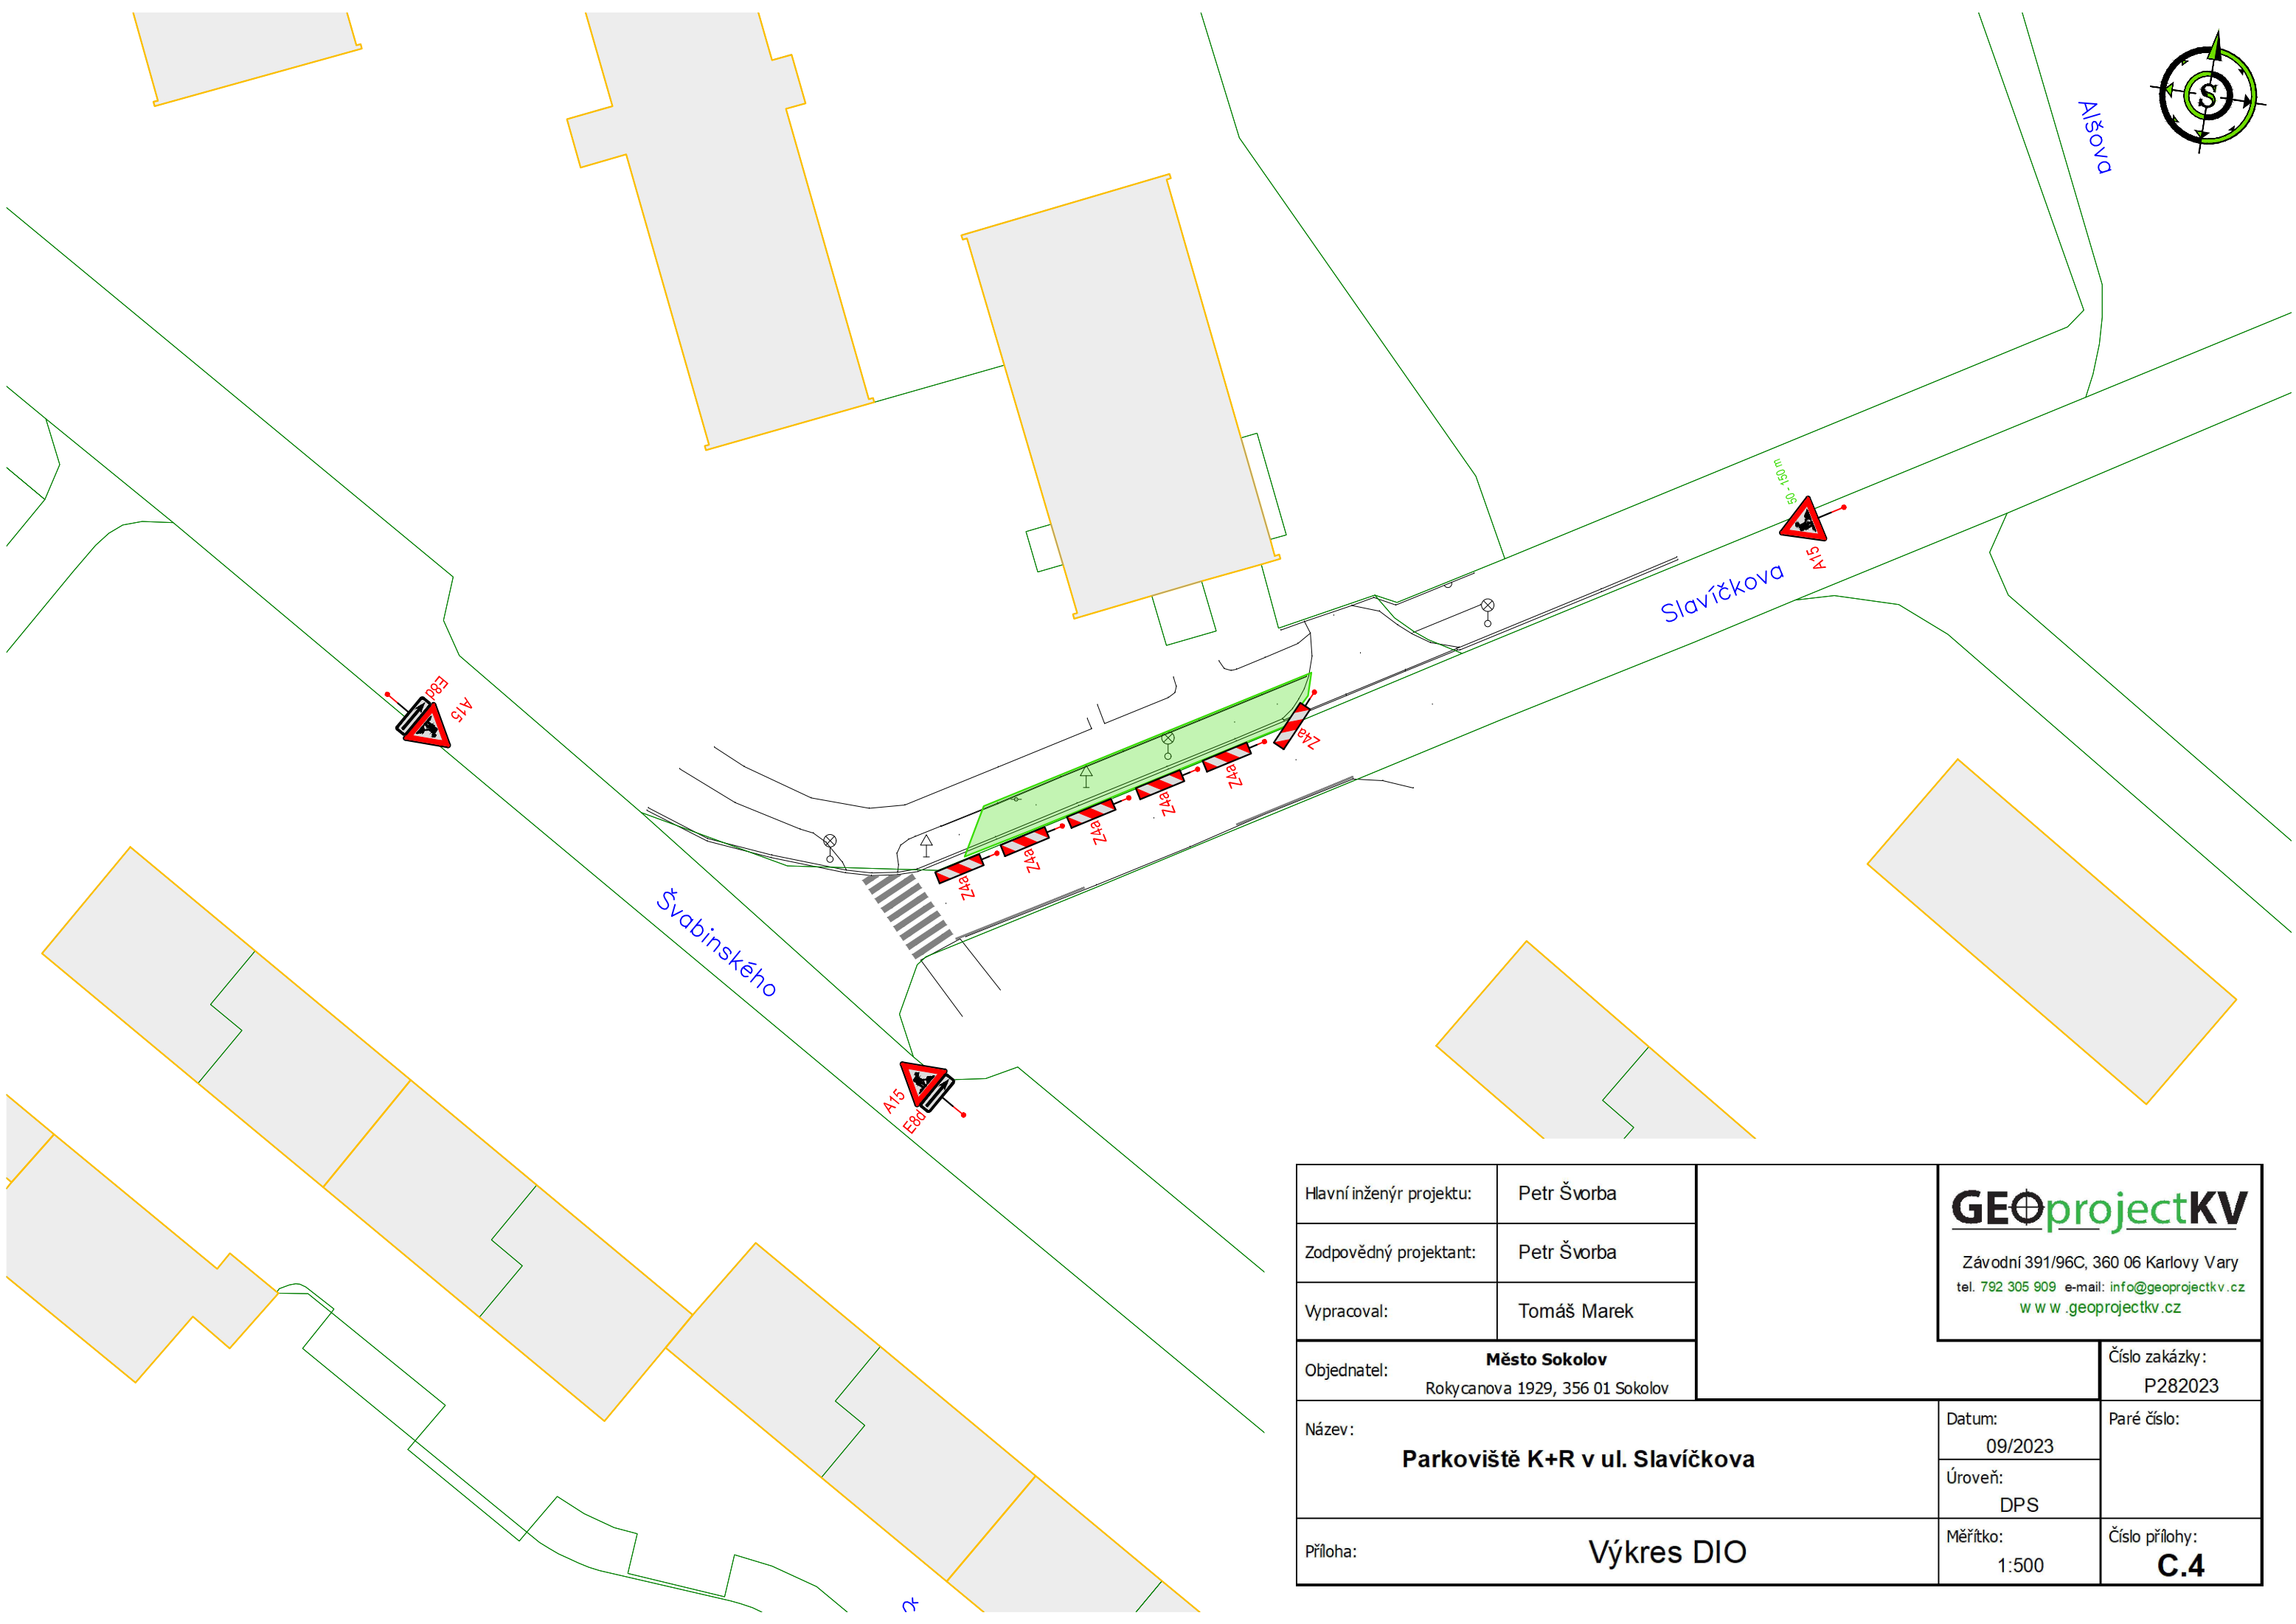 S
Alšova
50 - 150 m
A15
Slavíčkova
E8d
A15
Z4a
Z4a
Z4a
Z4a
Z4a
Z4a
Švabinského
A15
E8d
Hlavní inženýr projektu: Petr Švorba
Zodpovědný projektant: Petr Švorba
Vypracoval: Tomáš Marek
Objednatel: Město Sokolov
Rokycanova 1929, 356 01 Sokolov
GEOprojectKV
Závodní 391/96C, 360 06 Karlovy Vary
tel. 792 305 909 e-mail: info@geoprojectkv.cz
www.geoprojectkv.cz
Číslo zakázky:
P282023
Název:
Parkoviště K+R v ul. Slavíčkova
Datum:
09/2023
Paré číslo:
Úroveň:
DPS
Příloha: Výkres DIO
Měřítko:
1:500
Číslo přílohy:
C.4